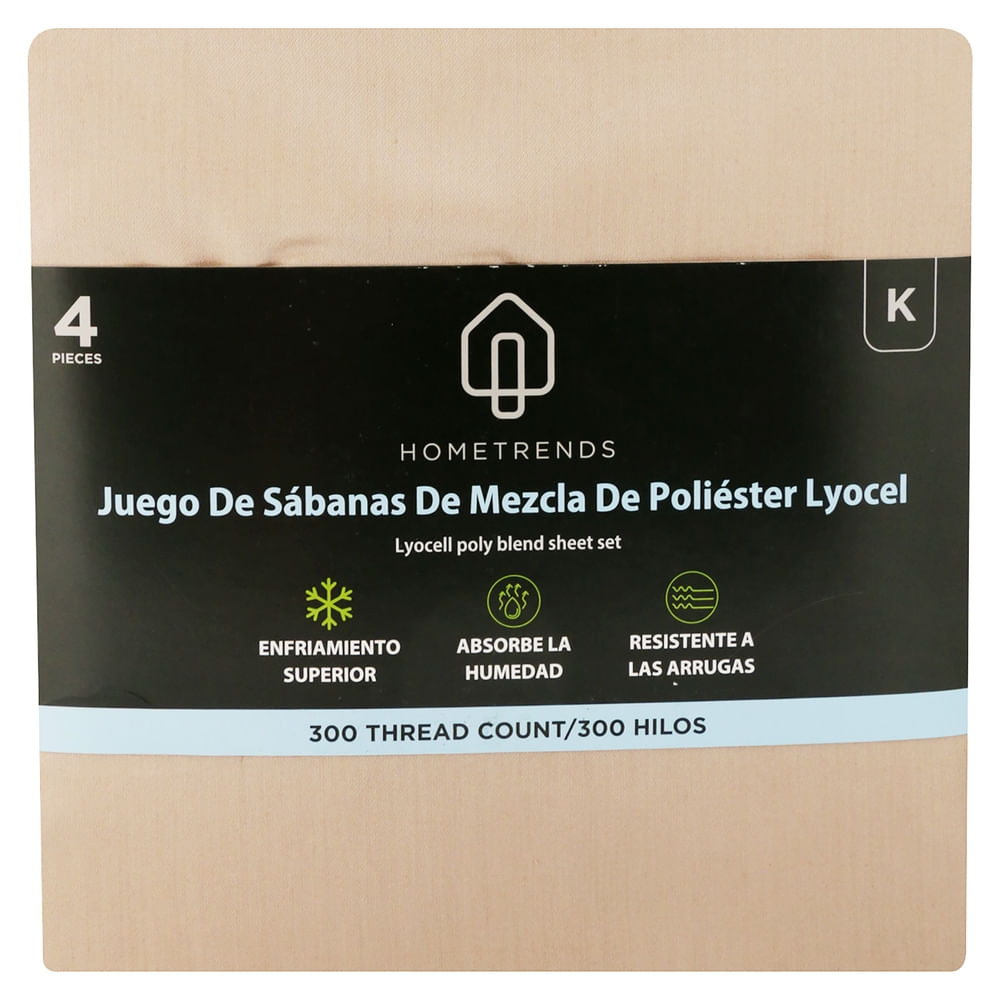 4
PIECES
K
HOMETRENDS
Juego De Sábanas De Mezcla De Poliéster Lyocel
Lyocell poly blend sheet set
ENFRIAMIENTO
SUPERIOR
ABSORBE LA
HUMEDAD
RESISTENTE A
LAS ARRUGAS
300 THREAD COUNT/300 HILOS